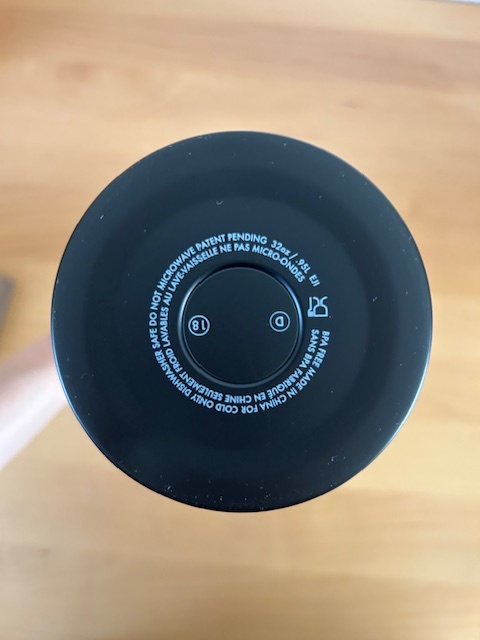 BPA FREE MADE IN CHINA FOR COLD ONLY DISHWASHER SAFE DO NOT MICROWAVE PATENT PENDING 32oz / .95L EJI
SANS BPA FABRIQUÉ EN CHINE SEULEMENT FROID LAVABLES AU LAVE-VAISSELLE NE PAS MICRO-ONDES
18
D